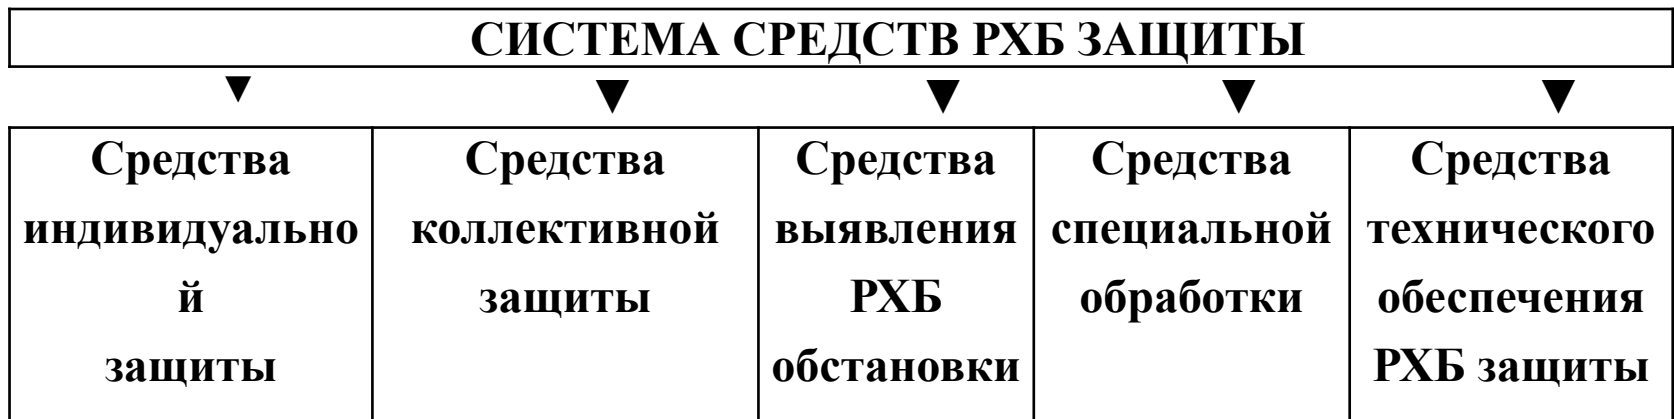 СИСТЕМА СРЕДСТВ РХБ ЗАЩИТЫ
Средства
индивидуально
й
защиты
Средства
коллективной
защиты
Средства
выявления
РХБ
обстановки
Средства
специальной
обработки
Средства
технического
обеспечения
РХБ защиты